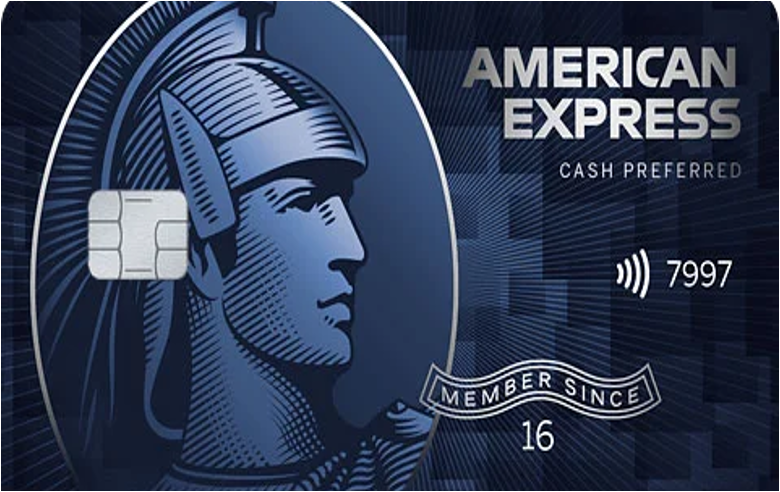 AMERICAN
EXPRESS
CASH PREFERRED
7997
MEMBER SINCE
16